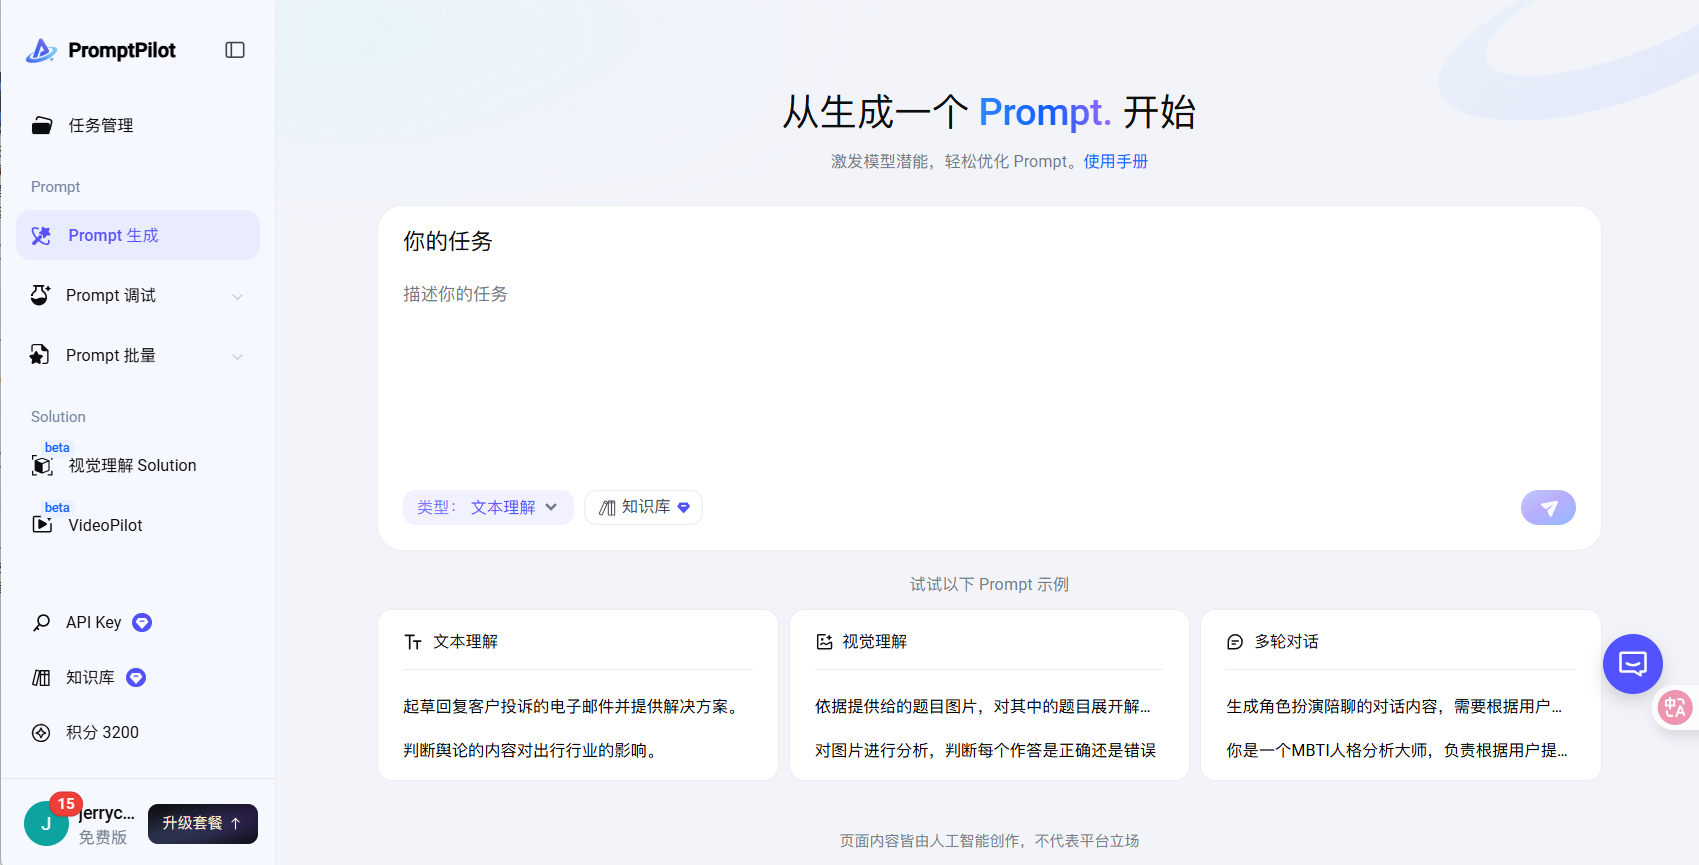 PromptPilot
任务管理
Prompt
Prompt 生成
Prompt 调试
Prompt 批量
Solution
beta
视觉理解 Solution
beta
VideoPilot
API Key
知识库
积分 3200
J
15
jerryc...
免费版
升级套餐 ↑
从生成一个 Prompt. 开始
激发模型潜能，轻松优化 Prompt。使用手册
你的任务
描述你的任务
类型： 文本理解
知识库
试试以下 Prompt 示例
文本理解
起草回复客户投诉的电子邮件并提供解决方案。
判断舆论的内容对出行行业的影响。
视觉理解
依据提供给的题目图片，对其中的题目展开解...
对图片进行分析，判断每个作答是正确还是错误
多轮对话
生成角色扮演陪聊的对话内容，需要根据用户...
你是一个MBTI人格分析大师，负责根据用户提...
中A
页面内容皆由人工智能创作，不代表平台立场